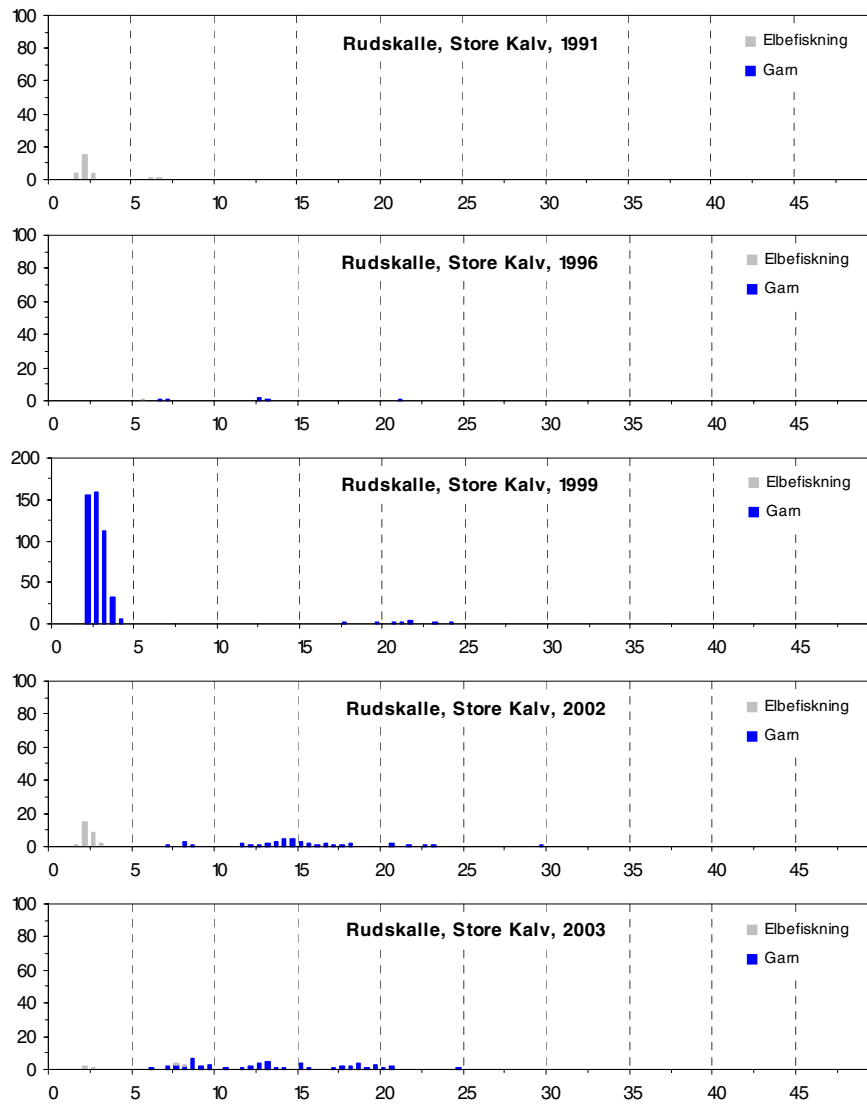 100
Rudskalle, Store Kalv, 1991
Elbefiskning
80
Garn
60
40
20
0
0 5 10 15 20 25 30 35 40 45
100
Rudskalle, Store Kalv, 1996
Elbefiskning
80
Garn
60
40
20
0
0 5 10 15 20 25 30 35 40 45
200
Rudskalle, Store Kalv, 1999
Elbefiskning
150
Garn
100
50
0
0 5 10 15 20 25 30 35 40 45
100
Rudskalle, Store Kalv, 2002
Elbefiskning
80
Garn
60
40
20
0
0 5 10 15 20 25 30 35 40 45
100
Rudskalle, Store Kalv, 2003
Elbefiskning
80
Garn
60
40
20
0
0 5 10 15 20 25 30 35 40 45